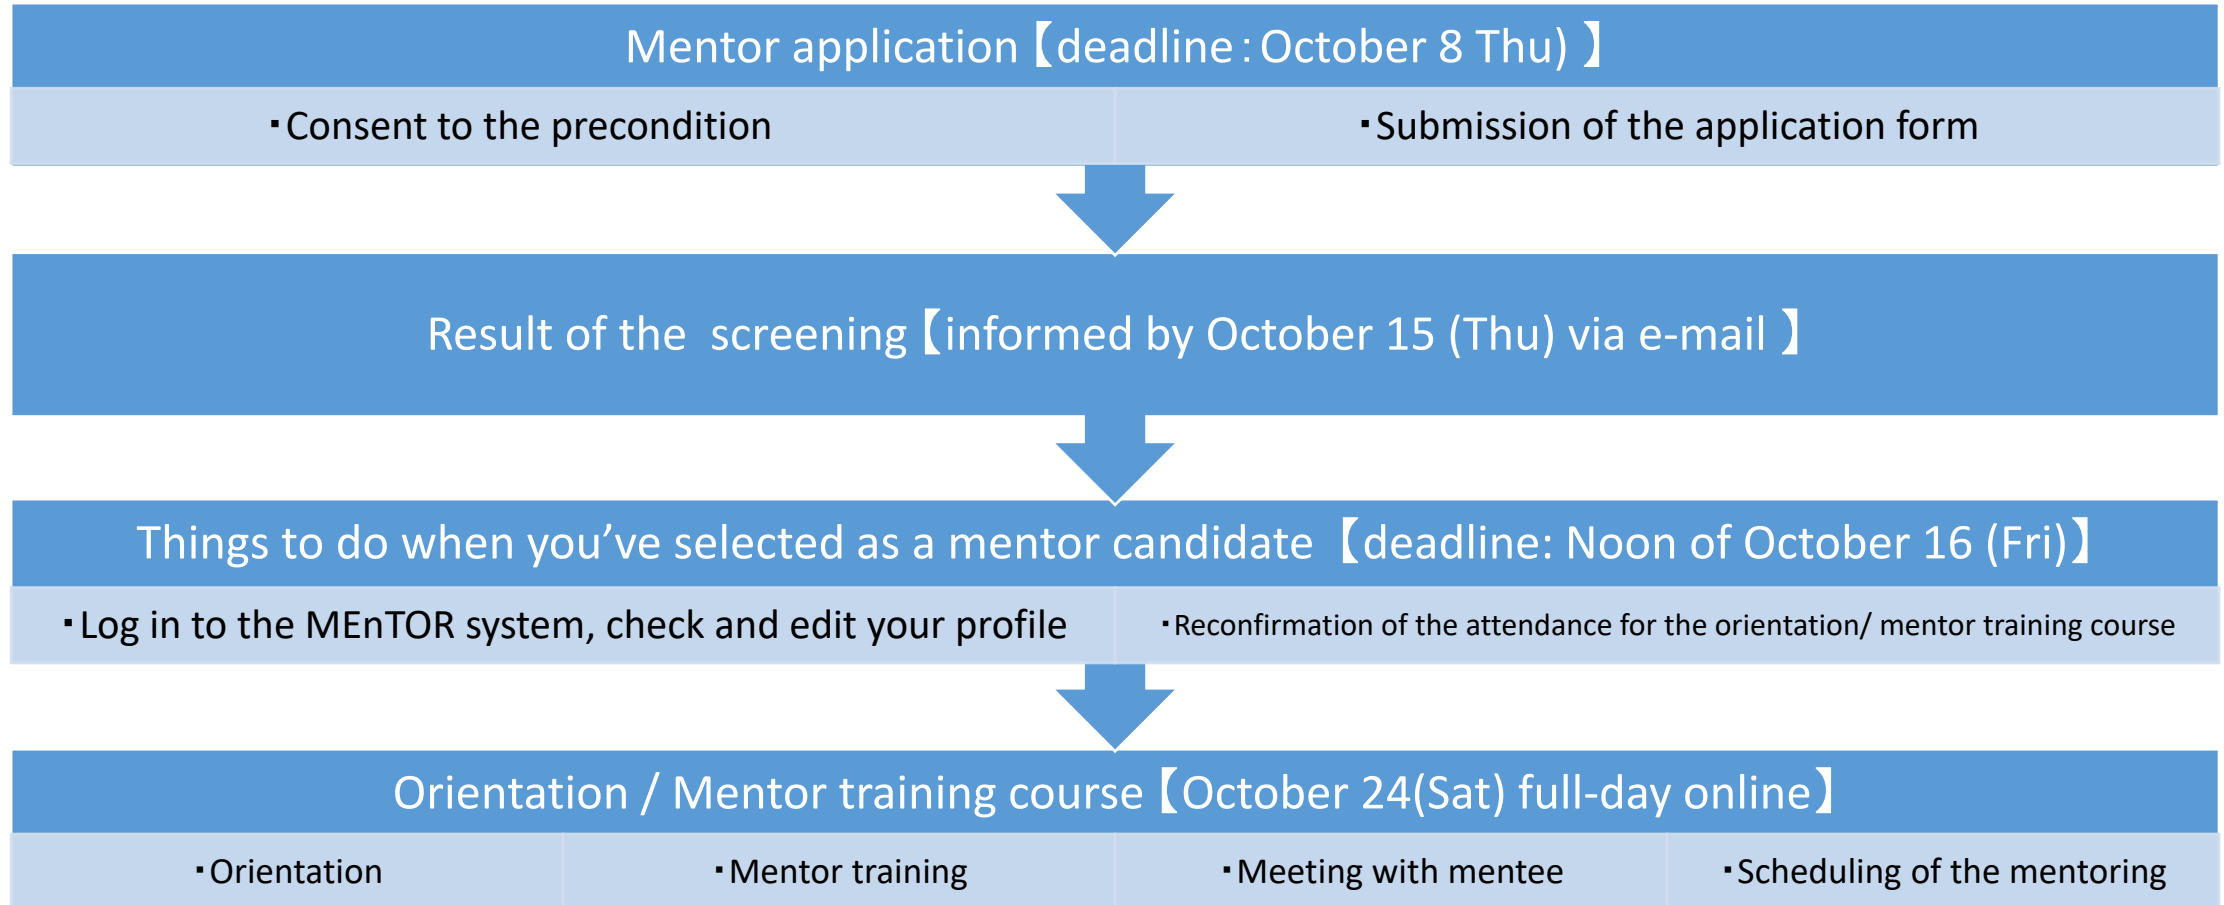 Mentor application【deadline：October 8 Thu) 】
・Consent to the precondition
・Submission of the application form
Result of the  screening【informed by October 15 (Thu) via e-mail 】
Things to do when you’ve selected as a mentor candidate 【deadline: Noon of October 16 (Fri)】
・Log in to the MEnTOR system, check and edit your profile
・Reconfirmation of the attendance for the orientation/ mentor training course
Orientation / Mentor training course【October 24(Sat) full-day online】
・Orientation
・Mentor training
・Meeting with mentee
・Scheduling of the mentoring